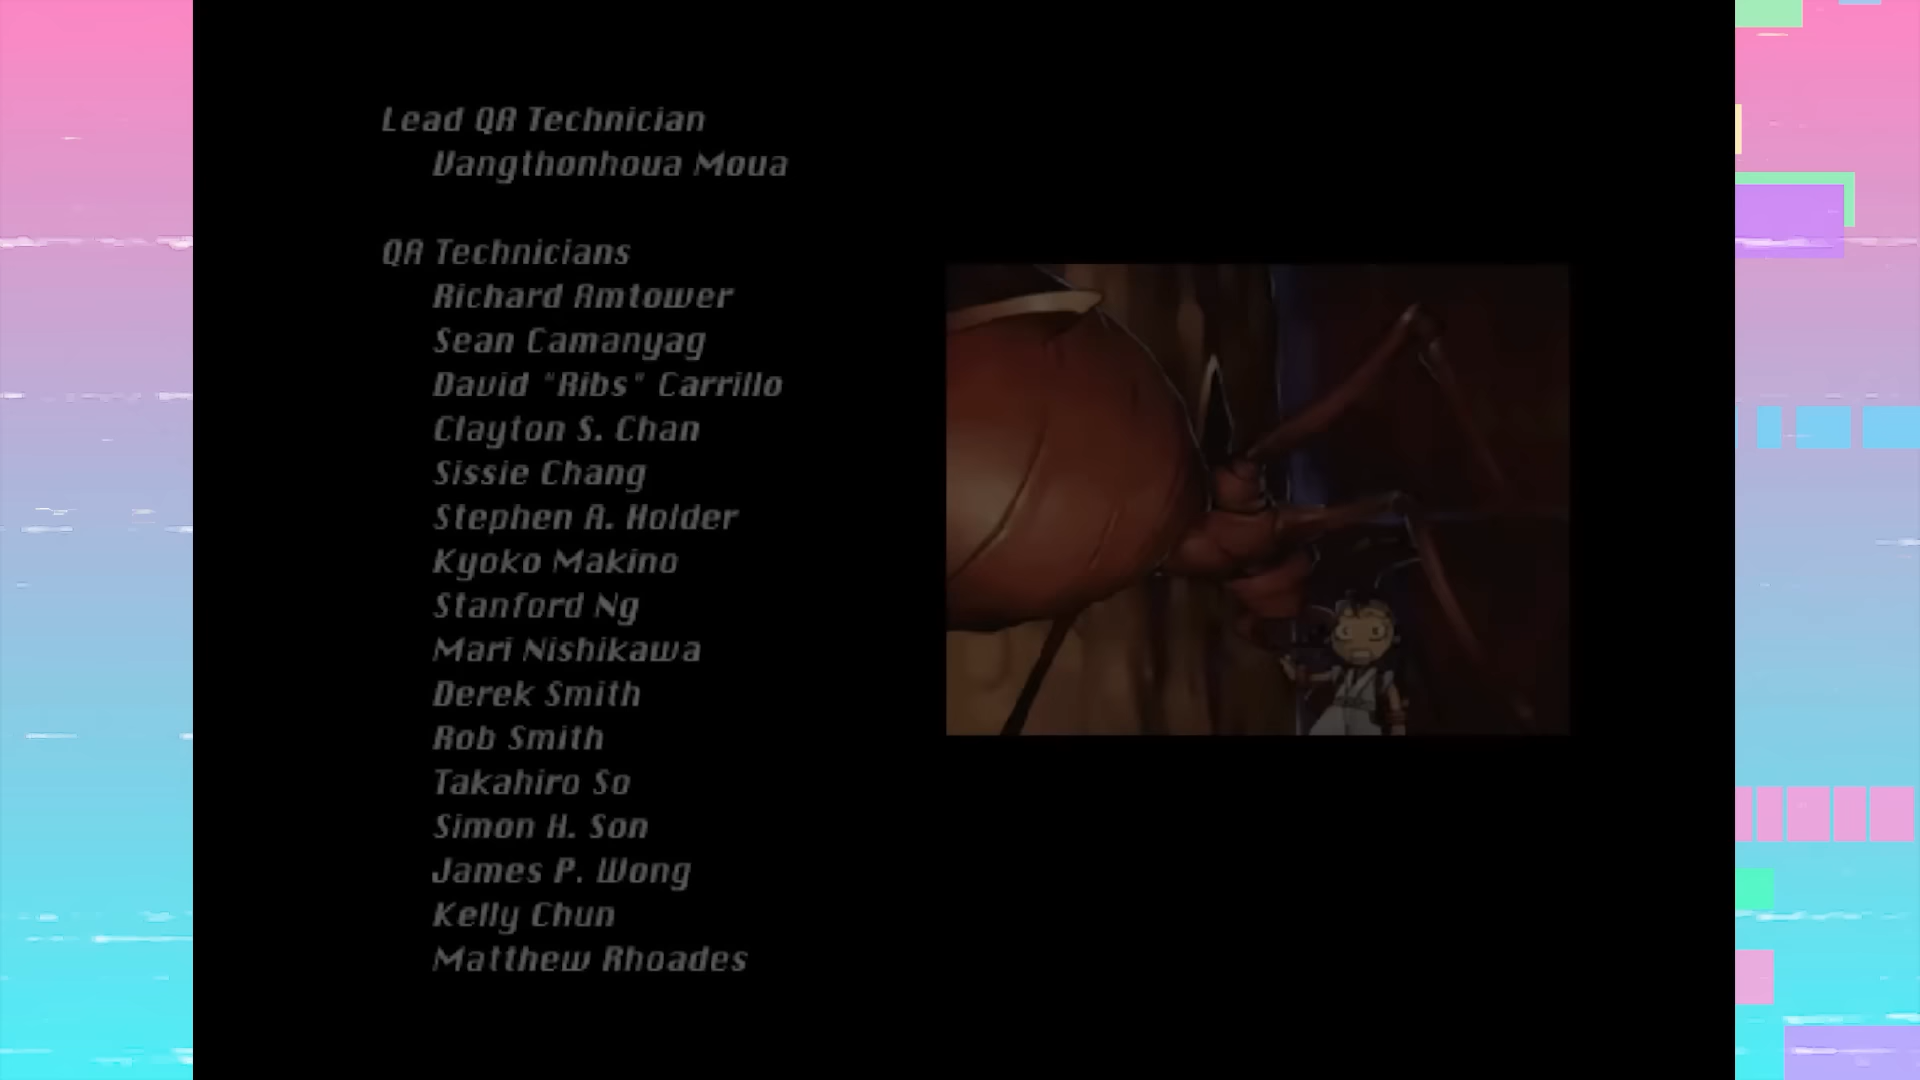 Lead QA Technician
Vangthonhoua Moua
QA Technicians
Richard Amtower
Sean Camanyag
David "Ribs" Carrillo
Clayton S. Chan
Sissie Chang
Stephen A. Holder
Kyoko Makino
Stanford Ng
Mari Nishikawa
Derek Smith
Rob Smith
Takahiro So
Simon H. Son
James P. Wong
Kelly Chun
Matthew Rhoades